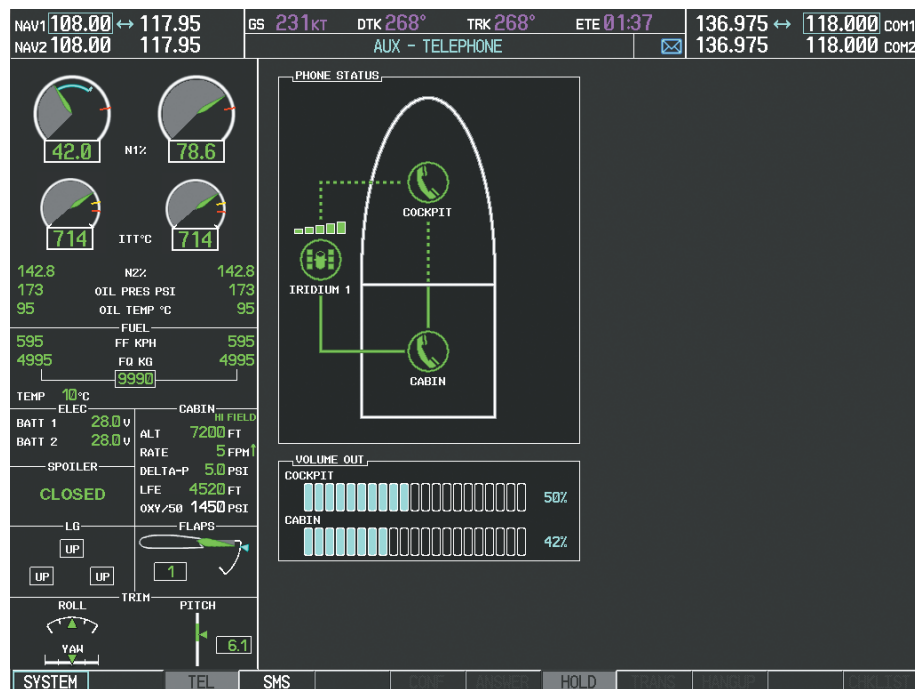 NAV1 108.00 ↔ 117.95 GS 231KT DTK 268° TRK 268° ETE 01:37 136.975 ↔ 118.000 COM1
NAV2 108.00 117.95 AUX - TELEPHONE 136.975 118.000 COM2
PHONE STATUS
42.0 N1% 78.6
COCKPIT
714 ITT°C 714
IRIDIUM 1
CABIN
142.8 N2% 142.8
173 OIL PRES PSI 173
95 OIL TEMP °C 95
FUEL
595 FF KPH 595
4995 FQ KG 4995
9990
TEMP 10°C
ELEC
BATT 1 28.0 V
BATT 2 28.0 V
CABIN
HI FIELD
ALT 7200 FT
RATE 5 FPM↑
DELTA-P 5.0 PSI
LFE 4520 FT
OXY/50 1450 PSI
SPOILER
CLOSED
VOLUME OUT
COCKPIT
50%
CABIN
42%
LG
UP
UP UP
FLAPS
1
TRIM
ROLL PITCH
YAW 6.1
SYSTEM TEL SMS CONF ANSWER HOLD TRANS HANGUP CHKLIST